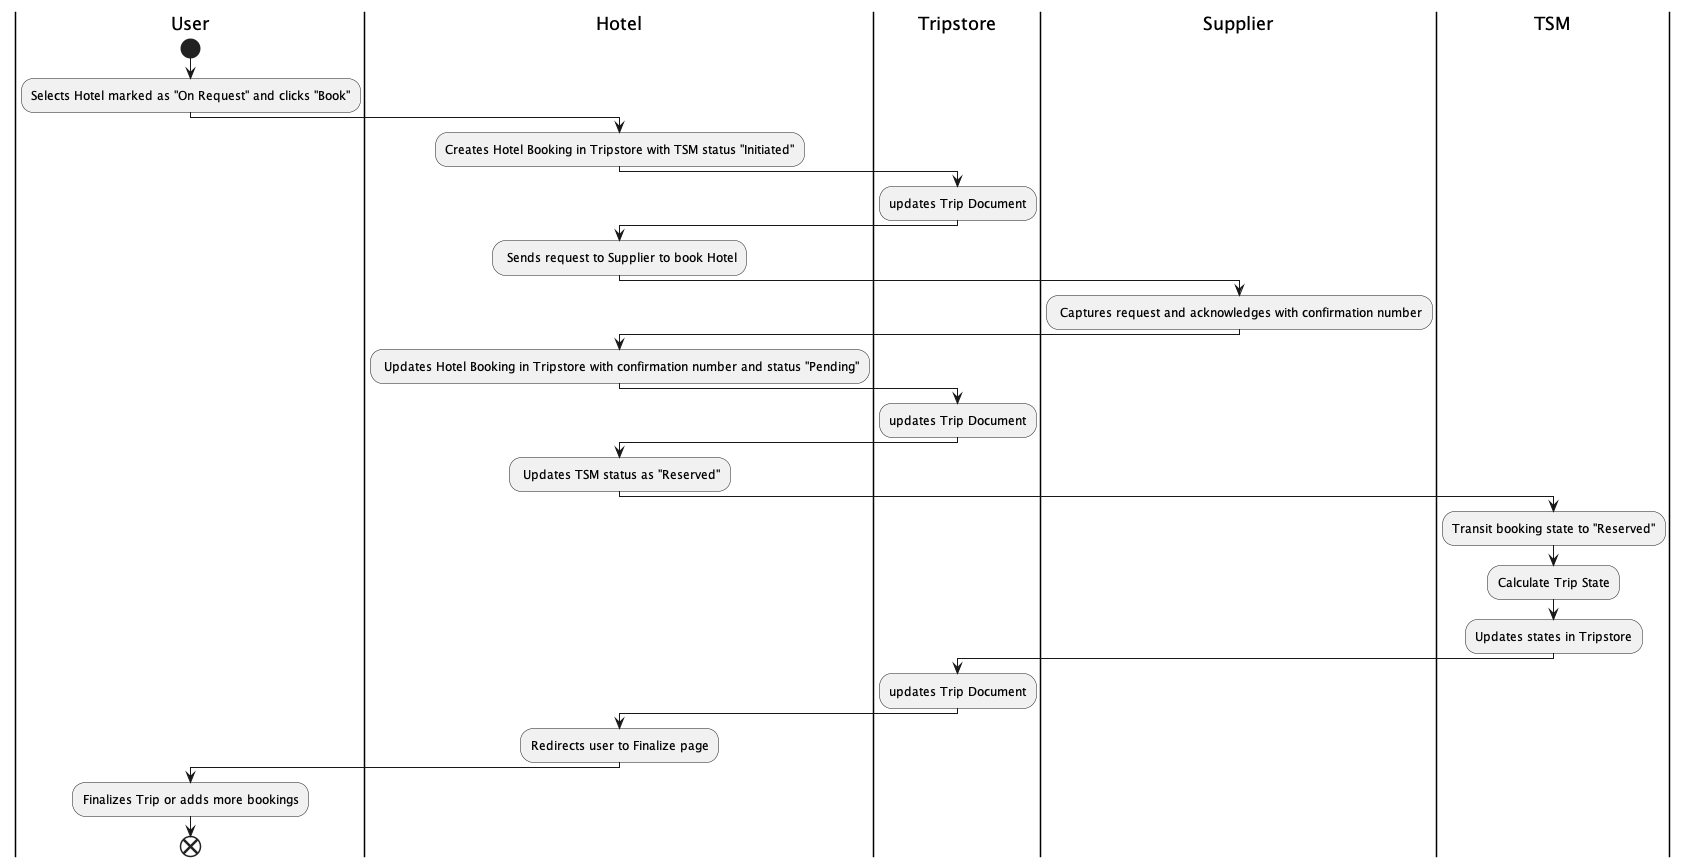 User
Hotel
Tripstore
Supplier
TSM
Selects Hotel marked as "On Request" and clicks "Book"
Creates Hotel Booking in Tripstore with TSM status "Initiated"
updates Trip Document
Sends request to Supplier to book Hotel
Captures request and acknowledges with confirmation number
Updates Hotel Booking in Tripstore with confirmation number and status "Pending"
updates Trip Document
Updates TSM status as "Reserved"
Transit booking state to "Reserved"
Calculate Trip State
Updates states in Tripstore
updates Trip Document
Redirects user to Finalize page
Finalizes Trip or adds more bookings